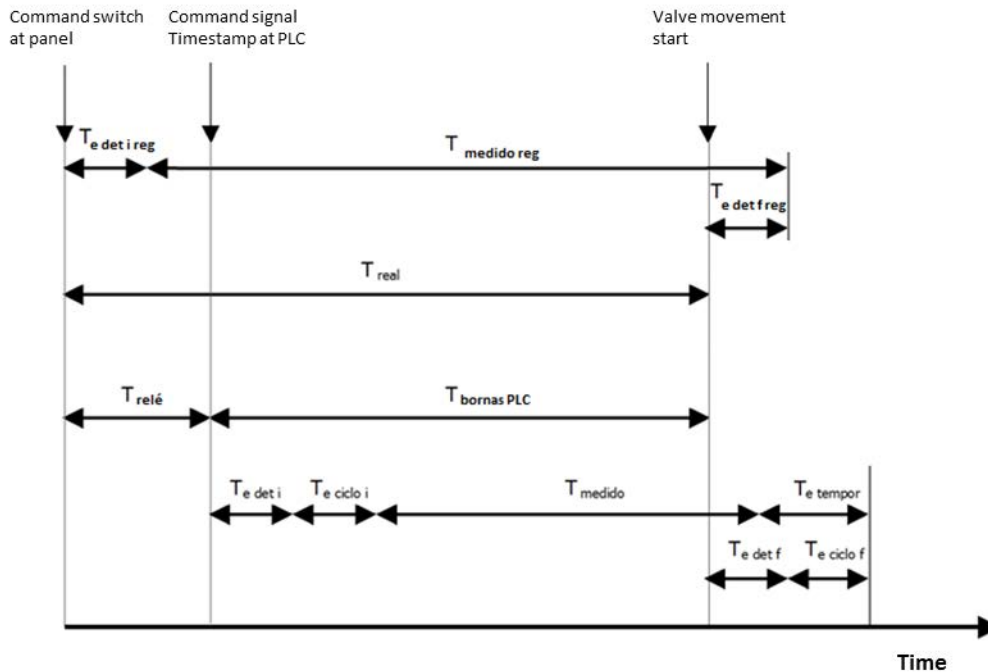 Command switch
at panel
Command signal
Timestamp at PLC
Valve movement
start
T e det i reg
T medido reg
T e det f reg
T real
T relé
T bornas PLC
T e det i
T e ciclo i
T medido
T e tempor
T e det f
T e ciclo f
Time